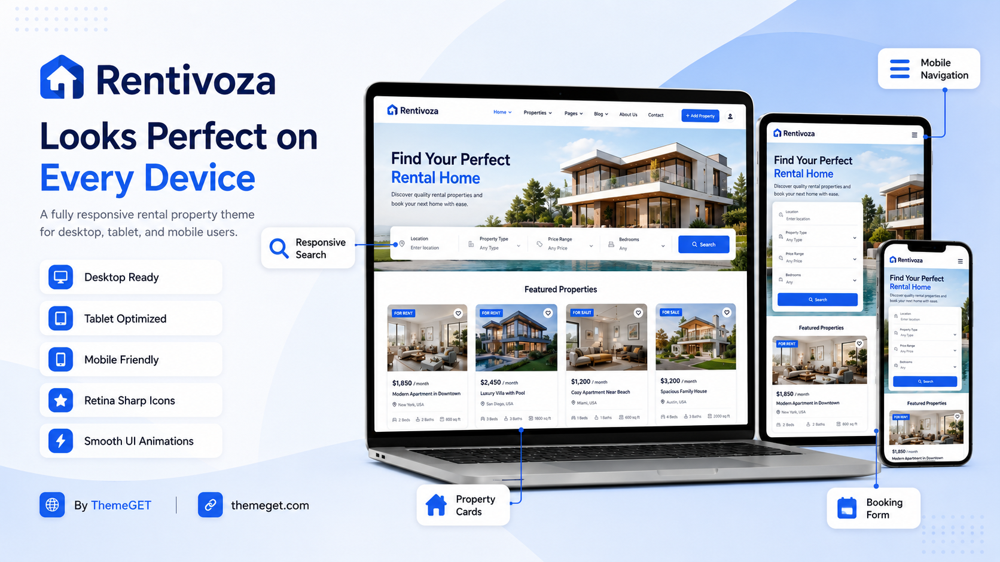 Rentivoza
Looks Perfect on
Every Device
A fully responsive rental property theme
for desktop, tablet, and mobile users.
Desktop Ready
Tablet Optimized
Mobile Friendly
Retina Sharp Icons
Smooth UI Animations
By ThemeGET
themeget.com
Responsive
Search
Property
Cards
Mobile
Navigation
Booking
Form
Rentivoza
Home
Properties
Pages
Blog
About Us
Contact
+ Add Property
Find Your Perfect
Rental Home
Discover quality rental properties and
book your next home with ease.
Location
Enter location
Property Type
Any Type
Price Range
Any Price
Bedrooms
Any
Search
Featured Properties
FOR RENT
$1,850 / month
Modern Apartment in Downtown
New York, USA
2 Beds 2 Baths 800 sq ft
FOR RENT
$2,450 / month
Luxury Villa with Pool
San Diego, USA
3 Beds 3 Baths 1800 sq ft
FOR
$1,200 / month
Cozy Apartment Near Beach
Miami, USA
1 Beds 1 Baths 600 sq ft
FOR SALE
$3,200 / month
Spacious Family House
Austin, USA
4 Beds 3 Baths 2000 sq ft
Rentivoza
Find Your Perfect
Rental Home
Discover quality rental properties and
book your next home with ease.
Location
Enter location
Property Type
Any Type
Price Range
Any Price
Bedrooms
Any
Search
Featured Properties
FOR RENT
$1,850 / month
Modern Apartment in Downtown
New York, USA
2 Beds 2 Baths 800 sq ft
Rentivoza
Find Your Perfect
Rental Home
Discover quality rental properties and
book your next home with ease.
Location
Enter location
Property Type
Any Type
Price Range
Any Price
Bedrooms
Any
Search
Featured Properties
FOR RENT
$1,850 / month
Modern Apartment in Downtown